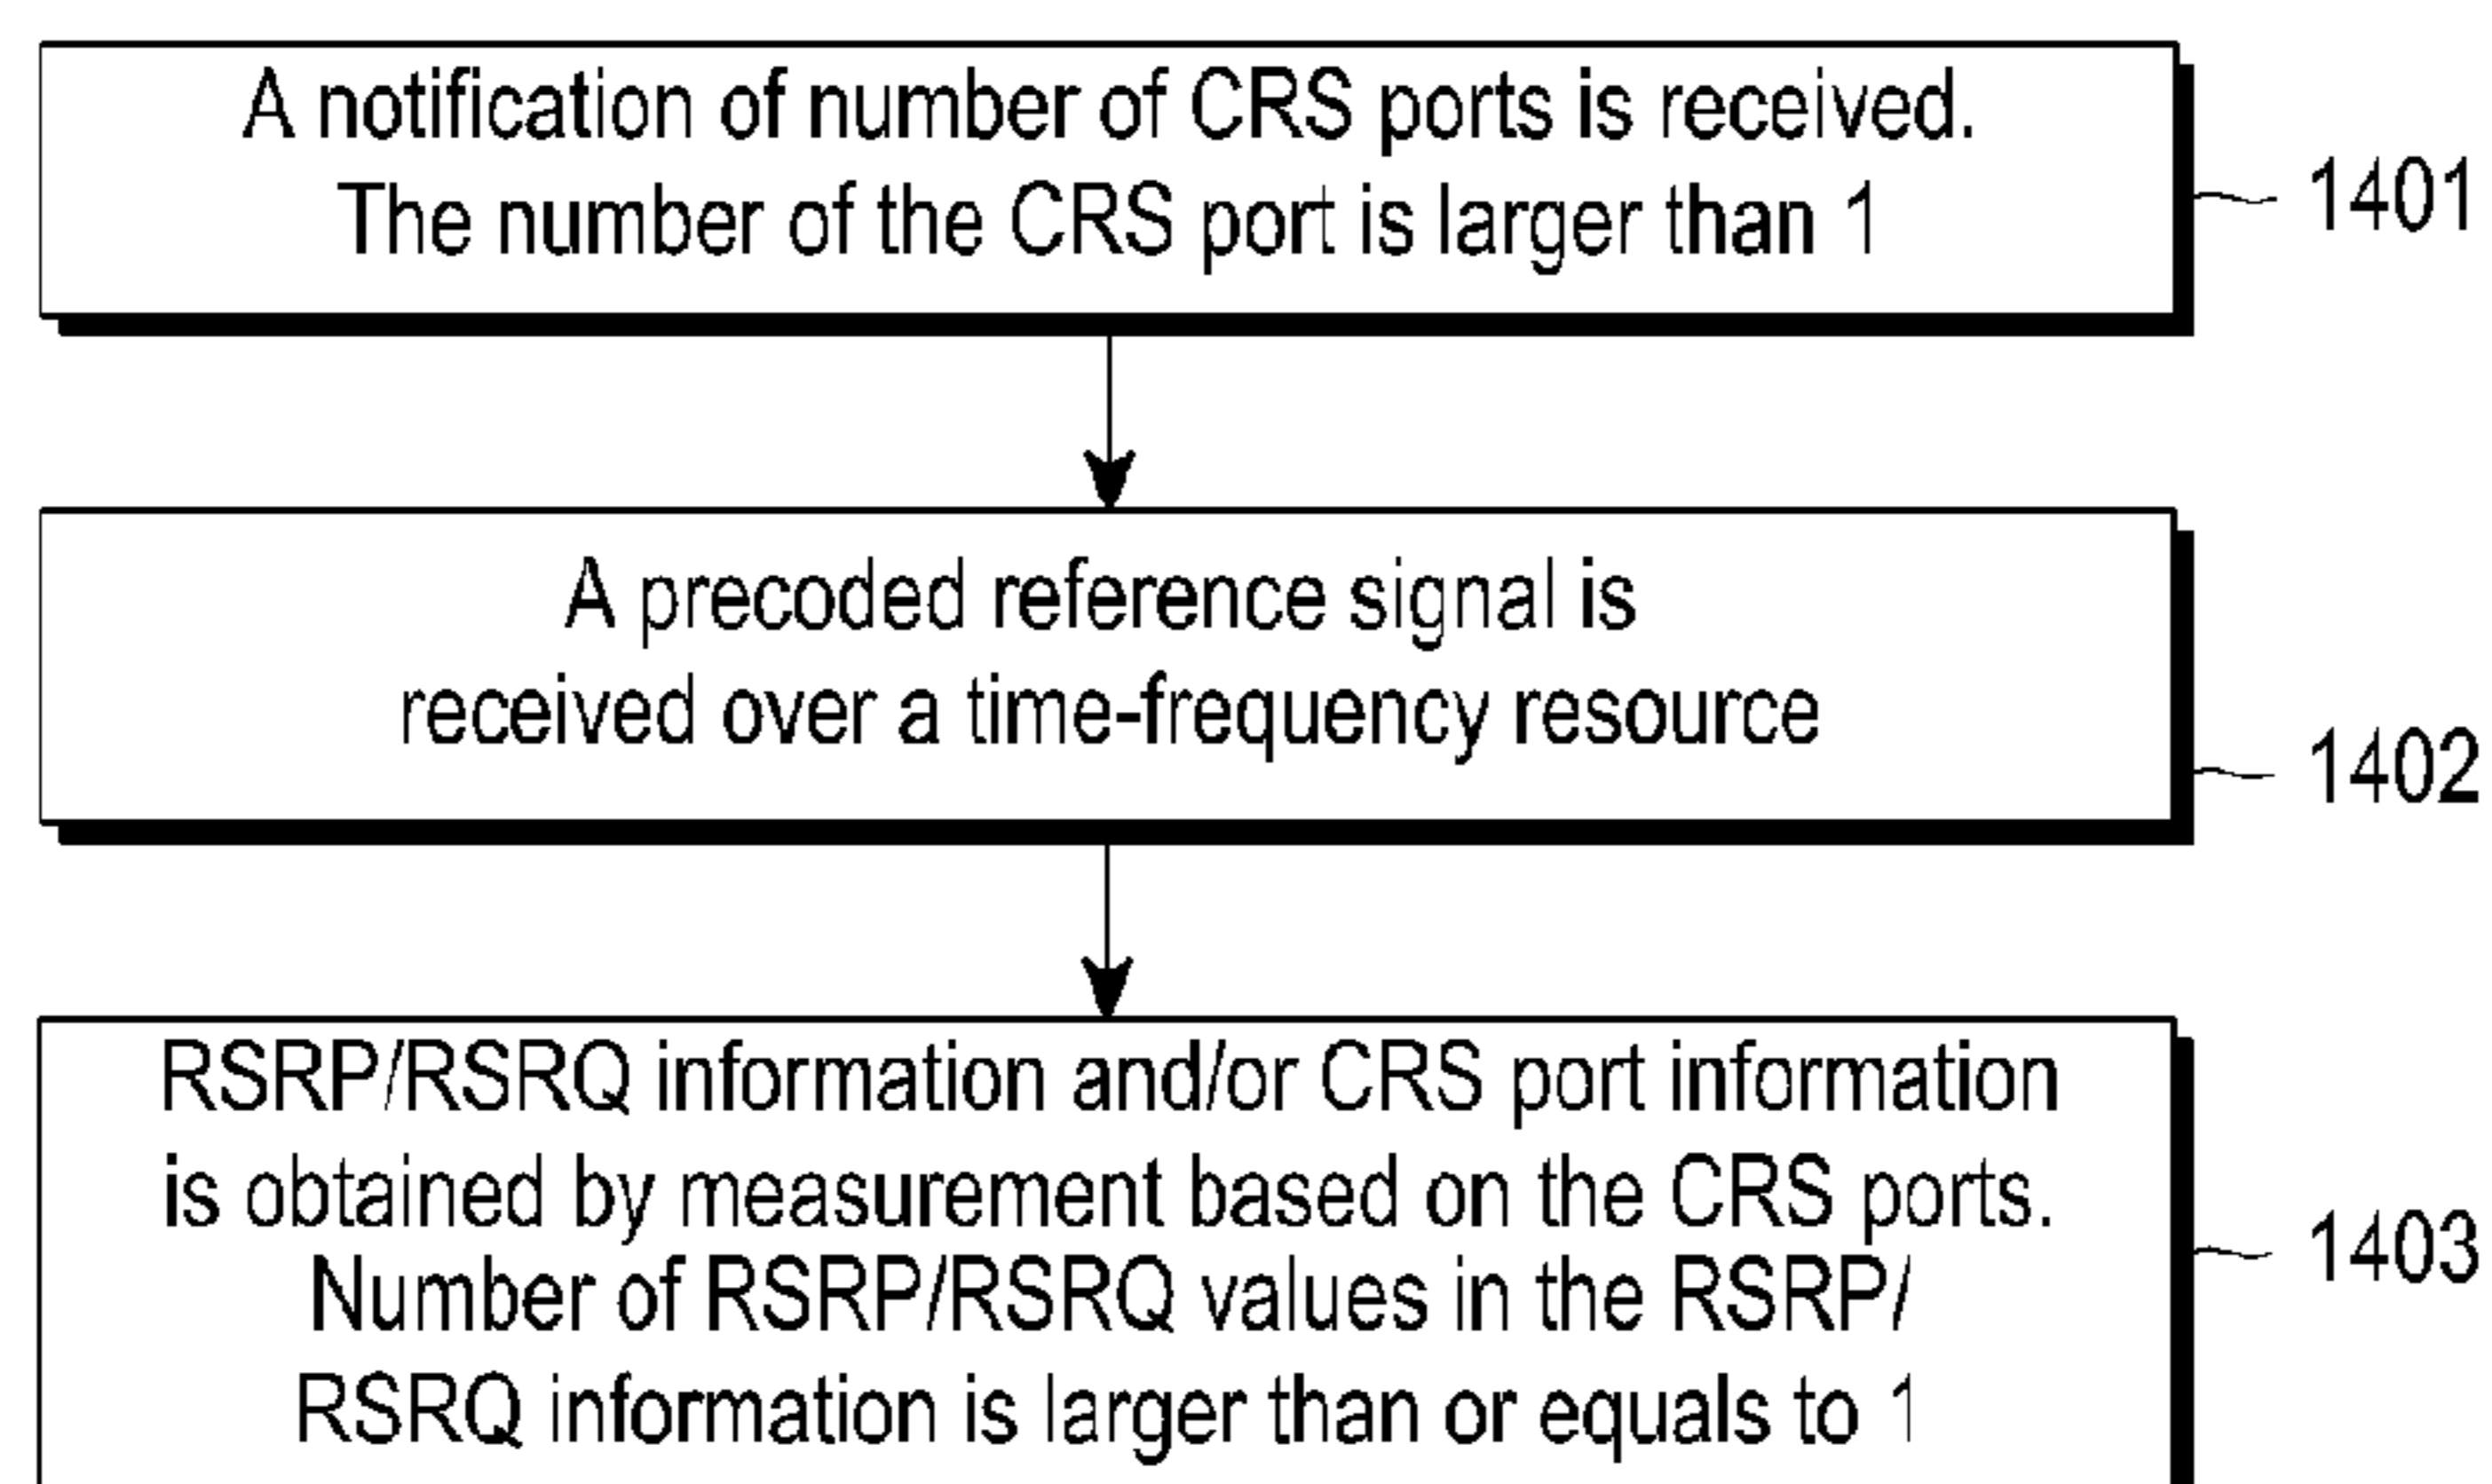 A notification of number of CRS ports is received.
The number of the CRS port is larger than 1
1401
A precoded reference signal is
received over a time-frequency resource
1402
RSRP/RSRQ information and/or CRS port information
is obtained by measurement based on the CRS ports.
Number of RSRP/RSRQ values in the RSRP/
RSRQ information is larger than or equals to 1
1403